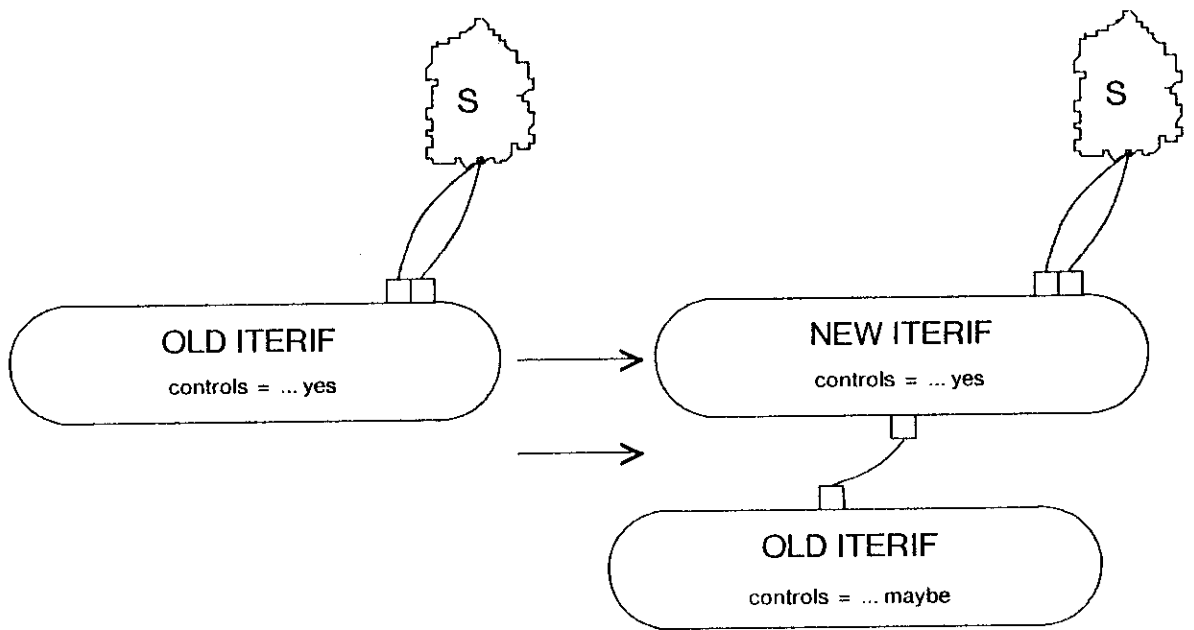 S
OLD ITERIF
controls = ... yes
S
NEW ITERIF
controls = ... yes
OLD ITERIF
controls = ... maybe